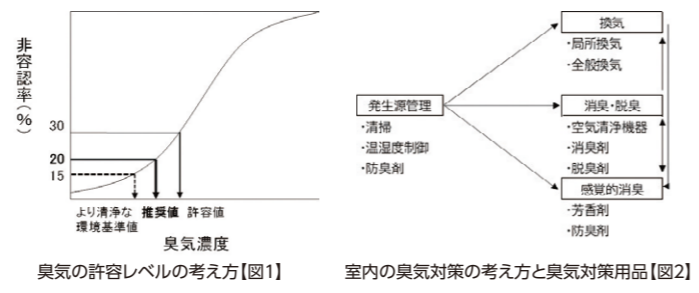 非容認率(%)
30
20
15
より清浄な
環境基準値
推奨値
許容値
臭気濃度
臭気の許容レベルの考え方【図1】
発生源管理
・清掃
・温湿度制御
・防臭剤
換気
・局所換気
・全般換気
消臭・脱臭
・空気清浄機器
・消臭剤
・脱臭剤
感覚的消臭
・芳香剤
・防臭剤
室内の臭気対策の考え方と臭気対策用品【図2】